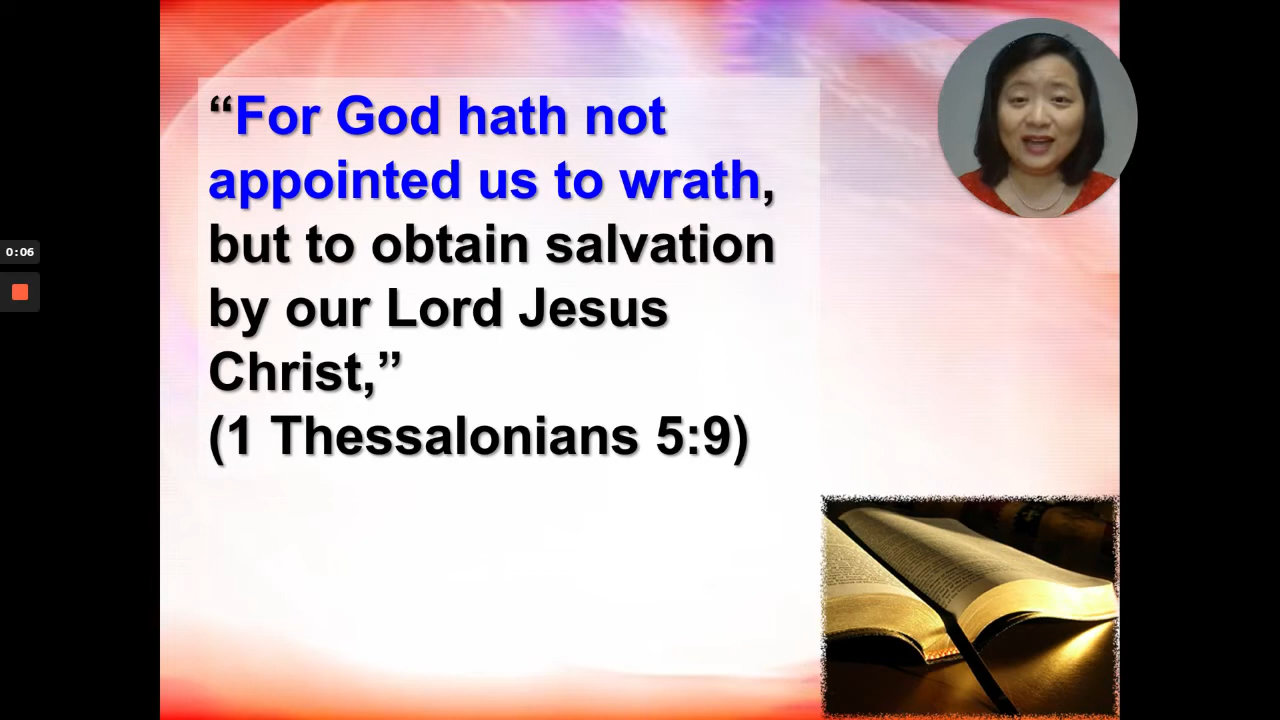 “For God hath not
appointed us to wrath,
but to obtain salvation
by our Lord Jesus
Christ,”
(1 Thessalonians 5:9)
0:06